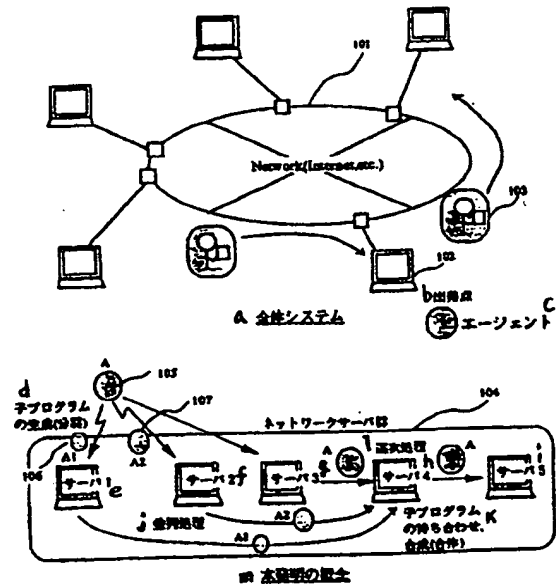 101
Network(Internet,etc.)
103
102
b 出発点
a 全体システム
c
エージェント
A
105
d
子プログラム
の生成(分裂)
107
ネットワークサーバ群
104
106
A1
A2
サーバ1
e
サーバ2
f
サーバ3
g
A
l
逐次処理
サーバ4
h
A
サーバ5
i
j 並列処理
A2
A1
子プログラム
の待ち合わせ、
合成(合体)
K
m 本発明の概念